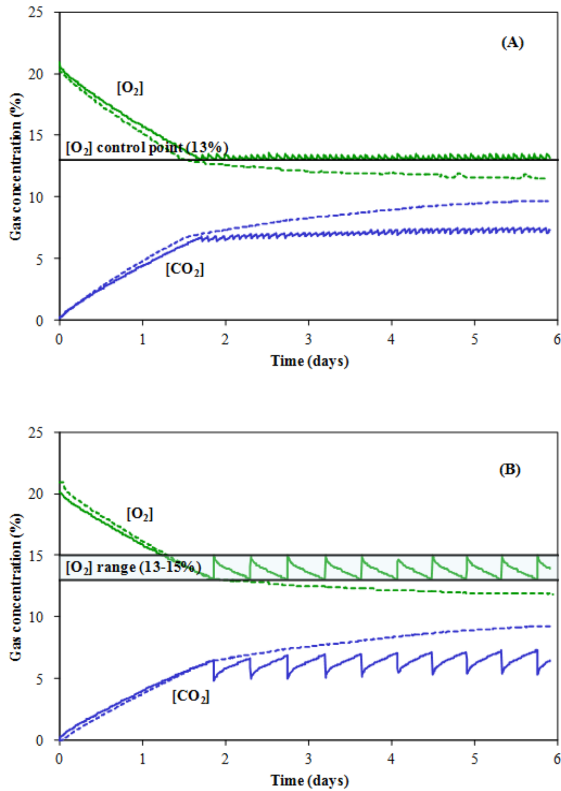 (A)
25
20
15
10
5
0
Gas concentration (%)
[O₂]
[O₂] control point (13%)
[CO₂]
0 1 2 3 4 5 6
Time (days)
(B)
25
20
15
10
5
0
Gas concentration (%)
[O₂]
[O₂] range (13-15%)
[CO₂]
0 1 2 3 4 5 6
Time (days)